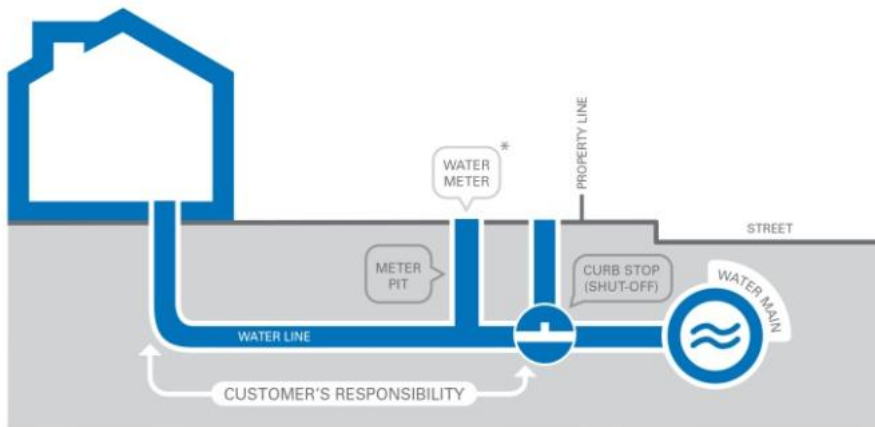 WATER
METER
*
PROPERTY LINE
STREET
METER
PIT
CURB STOP
(SHUT-OFF)
WATER MAIN
WATER LINE
CUSTOMER'S RESPONSIBILITY